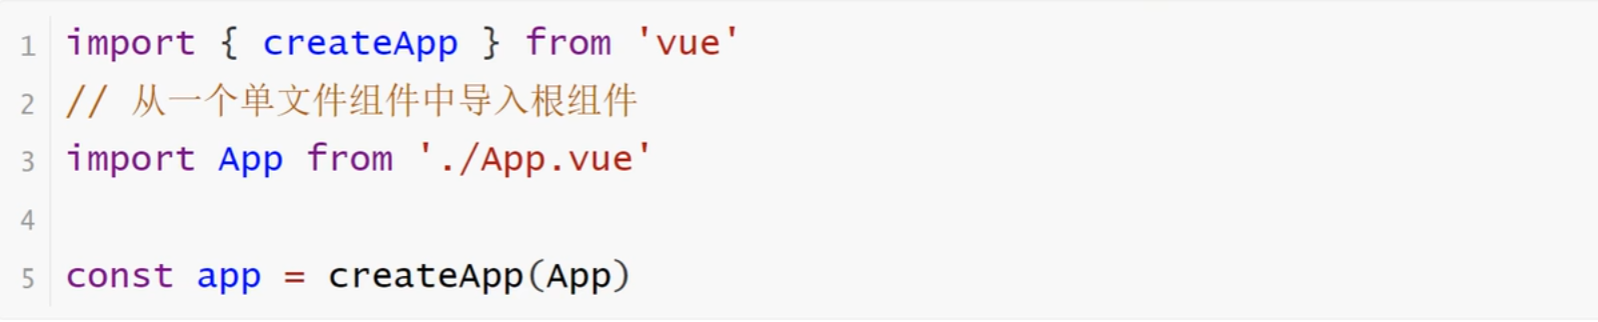 1 import { createApp } from 'vue'
2 // 从一个单文件组件中导入根组件
3 import App from './App.vue'
4
5 const app = createApp(App)